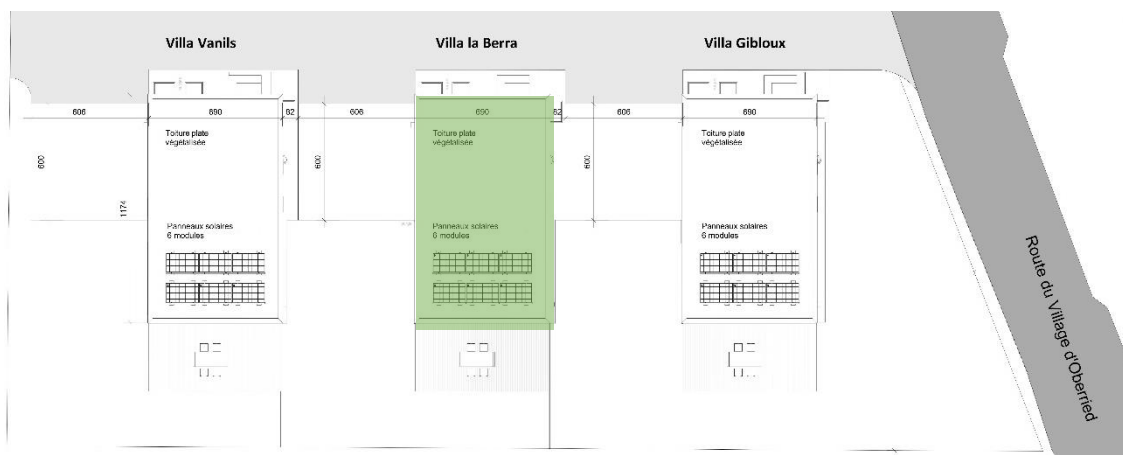 Villa Vanils
Villa la Berra
Villa Gibloux
606
690
82
606
690
82
606
690
Toiture plate
végétalisée
Toiture plate
végétalisée
Toiture plate
végétalisée
600
600
600
1174
Panneaux solaires
6 modules
Panneaux solaires
6 modules
Panneaux solaires
6 modules
Route du Village d'Oberried